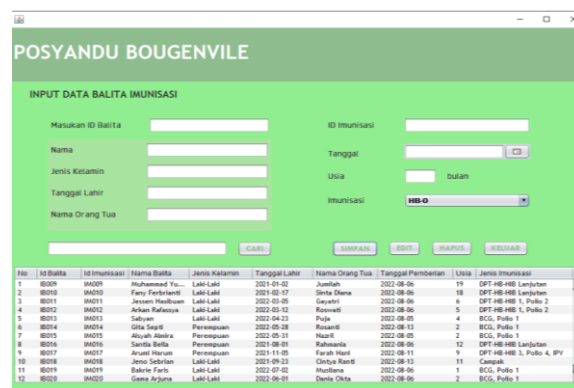 POSYANDU BOUGENVILE
INPUT DATA BALITA IMUNISASI
Masukan ID Balita
ID Imunisasi
Nama
Tanggal
Jenis Kelamin
Usia bulan
Tanggal Lahir
Imunisasi HB-0
Nama Orang Tua
CARI SIMPAN EDIT HAPUS KELUAR
No Id Balita Id Imunisasi Nama Balita Jenis Kelamin Tanggal Lahir Nama Orang Tua Tanggal Pemberian Usia Jenis Imunisasi
1 IB009 IM009 Muhammad Yu... Laki-Laki 2021-01-02 Jumilah 2022-08-06 19 DPT-HB-HIB Lanjutan
2 IB010 IM010 Fany Ferbrianti Laki-Laki 2021-02-17 Sinta Diana 2022-08-06 18 DPT-HB-HIB Lanjutan
3 IB011 IM011 Jessen Hasibuan Laki-Laki 2022-03-05 Gayatri 2022-08-06 6 DPT-HB-HIB 1, Polio 2
4 IB012 IM012 Arkan Rafassya Laki-Laki 2022-03-12 Roswati 2022-08-06 5 DPT-HB-HIB 1, Polio 2
5 IB013 IM013 Sabyan Laki-Laki 2022-04-23 Puja 2022-08-05 4 BCG, Polio 1
6 IB014 IM014 Gita Septi Perempuan 2022-05-28 Rosanti 2022-08-13 2 BCG, Polio 1
7 IB015 IM015 Aisyah Almira Perempuan 2022-05-31 Nazril 2022-08-05 2 BCG, Polio 1
8 IB016 IM016 Santia Bella Perempuan 2021-08-01 Rahmania 2022-08-06 12 DPT-HB-HIB Lanjutan
9 IB017 IM017 Arumi Harum Perempuan 2021-11-05 Farah Hani 2022-08-11 9 DPT-HB-HIB 3, Polio 4, IPV
10 IB018 IM018 Jeno Sebrian Laki-Laki 2021-09-23 Cintya Ranti 2022-08-13 11 Campak
11 IB019 IM019 Bakrie Faris Laki-Laki 2022-07-02 Musliana 2022-08-06 1 BCG, Polio 1
12 IB020 IM020 Gama Arjuna Laki-Laki 2022-06-01 Dania Okta 2022-08-06 2 BCG, Polio 1